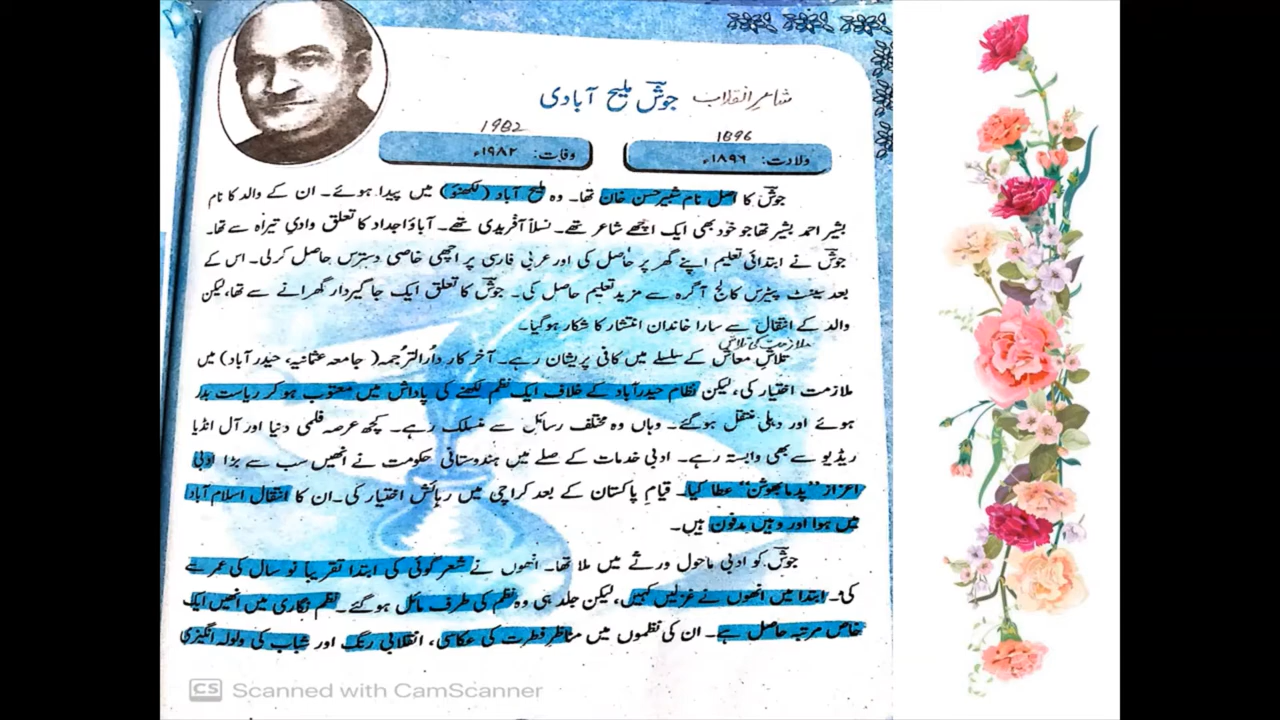 شاعرِ انقلاب جوشؔ ملیح آبادی
1896 1982
ولادت: ۱۸۹۶ء وفات: ۱۹۸۲ء
جوشؔ کا اصل نام شبیر حسن خان تھا۔ وہ ملیح آباد (لکھنؤ) میں پیدا ہوئے۔ ان کے والد کا نام
بشیر احمد بشیر تھا جو خود بھی ایک اچھے شاعر تھے۔ نسلاً آفریدی تھے۔ آباؤاجداد کا تعلق وادیِ تیراہ سے تھا۔
جوشؔ نے ابتدائی تعلیم اپنے گھر پر حاصل کی اور عربی فارسی پر اچھی خاصی دسترس حاصل کرلی۔ اس کے
بعد سینٹ پیٹرس کالج آگرہ سے مزید تعلیم حاصل کی۔ جوشؔ کا تعلق ایک جاگیردار گھرانے سے تھا، لیکن
والد کے انتقال سے سارا خاندان انتشار کا شکار ہوگیا۔
ملازمت کی تلاش
تلاشِ معاش کے سلسلے میں کافی پریشان رہے۔ آخر کار دارُالترجمہ (جامعہ عثمانیہ، حیدر آباد) میں
ملازمت اختیار کی، لیکن نظام حیدرآباد کے خلاف ایک نظم لکھنے کی پاداش میں معتوب ہو کر ریاست بدر
ہوئے اور دہلی منتقل ہوگئے۔ وہاں وہ مختلف رسائل سے منسلک رہے۔ کچھ عرصہ فلمی دنیا اور آل انڈیا
ریڈیو سے بھی وابستہ رہے۔ ادبی خدمات کے صلے میں ہندوستانی حکومت نے انھیں سب سے بڑا ادبی
اعزاز "پدما بھوشن" عطا کیا۔ قیامِ پاکستان کے بعد کراچی میں رہائش اختیار کی۔ ان کا انتقال اسلام آباد
میں ہوا اور وہیں مدفون ہیں۔
جوشؔ کو ادبی ماحول ورثے میں ملا تھا۔ انھوں نے شعر گوئی کی ابتدا تقریباً نو سال کی عمر سے
کی۔ ابتدا میں انھوں نے غزلیں کہیں، لیکن جلد ہی وہ نظم کی طرف مائل ہوگئے۔ نظم نگاری میں انھیں ایک
خاص مرتبہ حاصل ہے۔ ان کی نظموں میں مناظرِ فطرت کی عکاسی، انقلابی رنگ اور شباب کی ولولہ انگیزی
CS Scanned with CamScanner